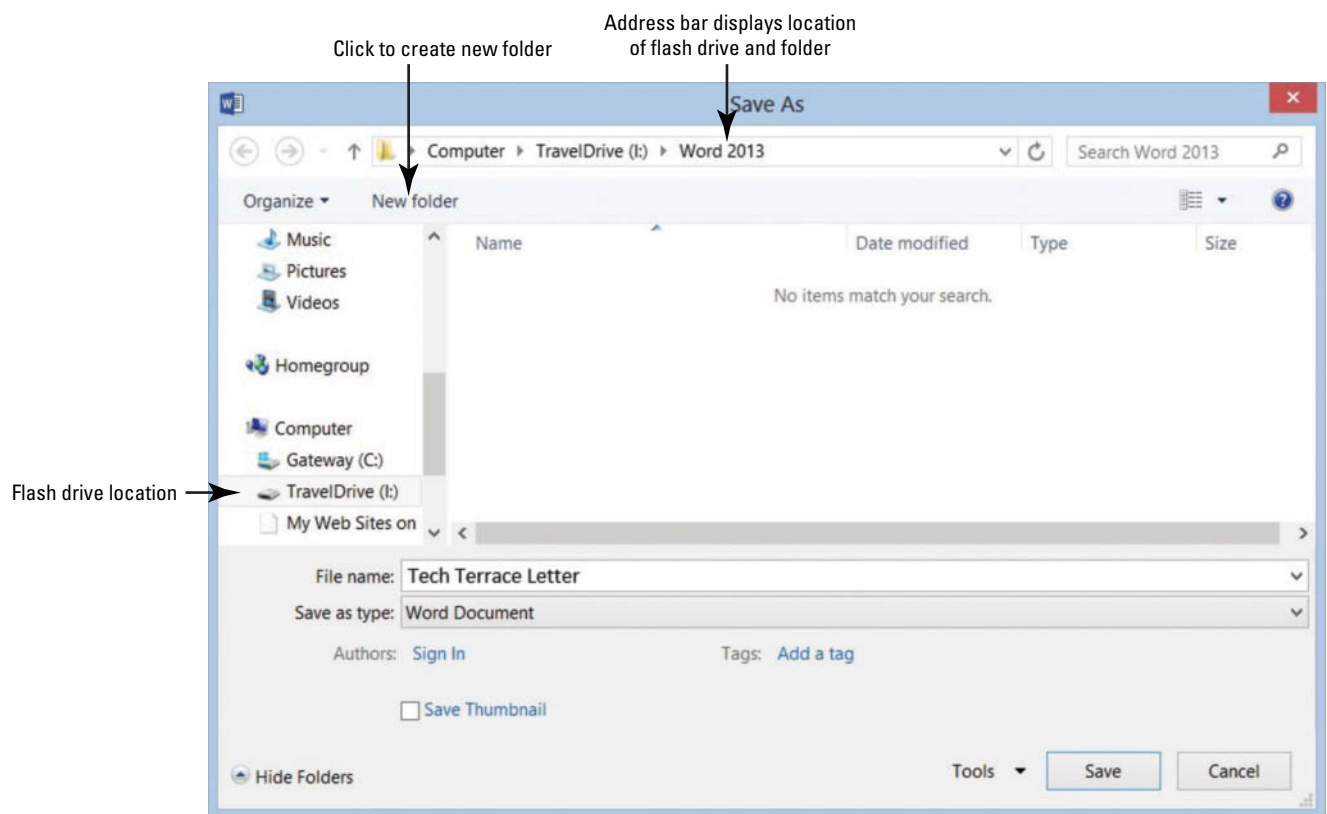 Address bar displays location
of flash drive and folder
Click to create new folder
Save As
Computer TravelDrive (I:) Word 2013 Search Word 2013
Organize New folder
Music Name Date modified Type Size
Pictures No items match your search.
Videos
Homegroup
Computer
Gateway (C:)
Flash drive location TravelDrive (I:)
My Web Sites on
File name: Tech Terrace Letter
Save as type: Word Document
Authors: Sign In Tags: Add a tag
Save Thumbnail
Hide Folders Tools Save Cancel